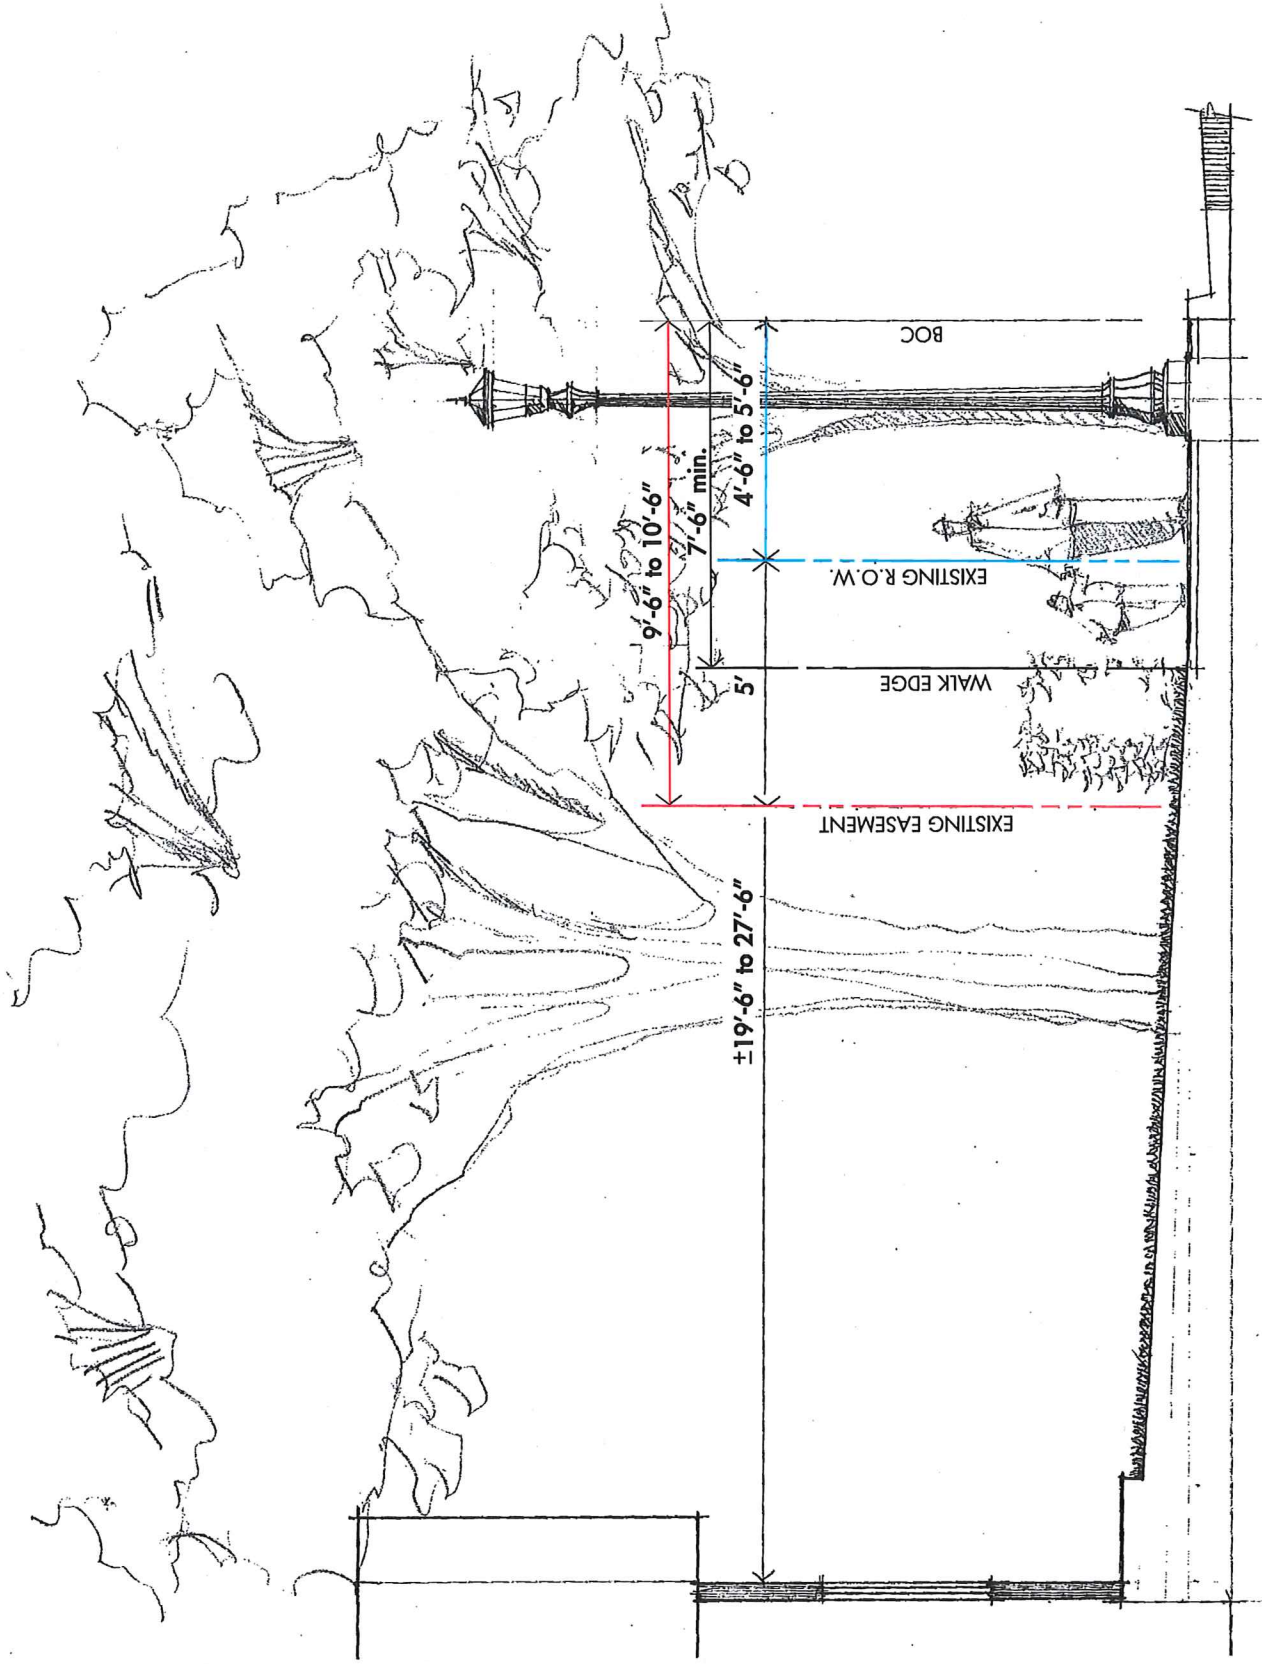 9'-6" to 10'-6"
7'-6" min.
4'-6" to 5'-6"
5'
±19'-6" to 27'-6"
BOC
EXISTING R.O.W.
WALK EDGE
EXISTING EASEMENT